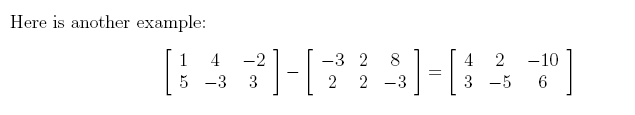 Here is another example:
[ 1 4 −2 ] − [ −3 2 8 ] = [ 4 2 −10 ]
[ 5 −3 3 ] [ 2 2 −3 ] [ 3 −5 6 ]